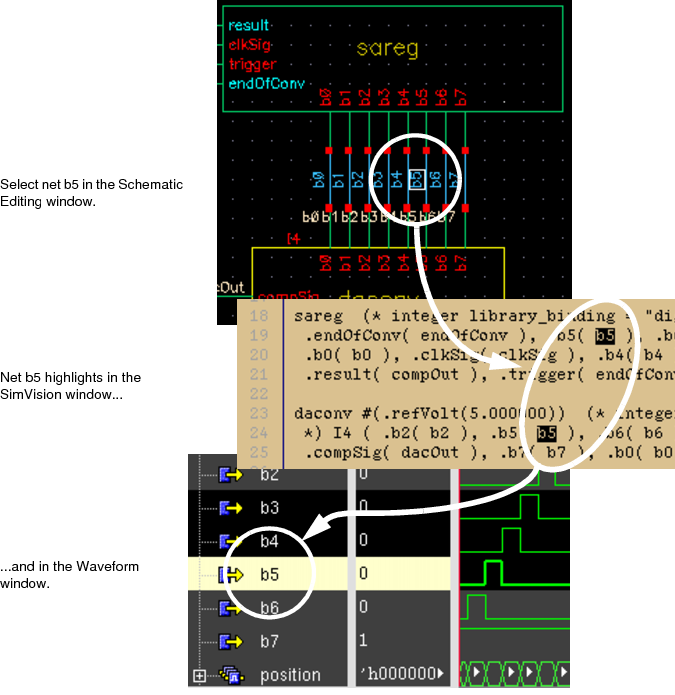 result
clkSig
sareg
trigger
endOfConv
b0 b1 b2 b3 b4 b5 b6 b7
Select net b5 in the Schematic
Editing window.
b0 b1 b2 b3 b4 b5 b6 b7
b0b1b2b3b4b5b6b7
I4
b0 b1 b2 b3 b4 b5 b6 b7
cOut
compSig
daconv
18 sareg (* integer library_binding = "di
19 .endOfConv( endOfConv ), .b5( b5 ), .b
20 .b0( b0 ), .clkSig( clkSig ), .b4( b4
21 .result( compOut ), .trigger( endOfConv
22
23 daconv #(.refVolt(5.000000)) (* integer
24 *) I4 ( .b2( b2 ), .b5( b5 ), .b6( b6
25 .compSig( dacOut ), .b7( b7 ), .b0( b0
Net b5 highlights in the
SimVision window...
b2 0
b3 0
b4 0
...and in the Waveform
window.
b5 0
b6 0
b7 1
position 'h000000